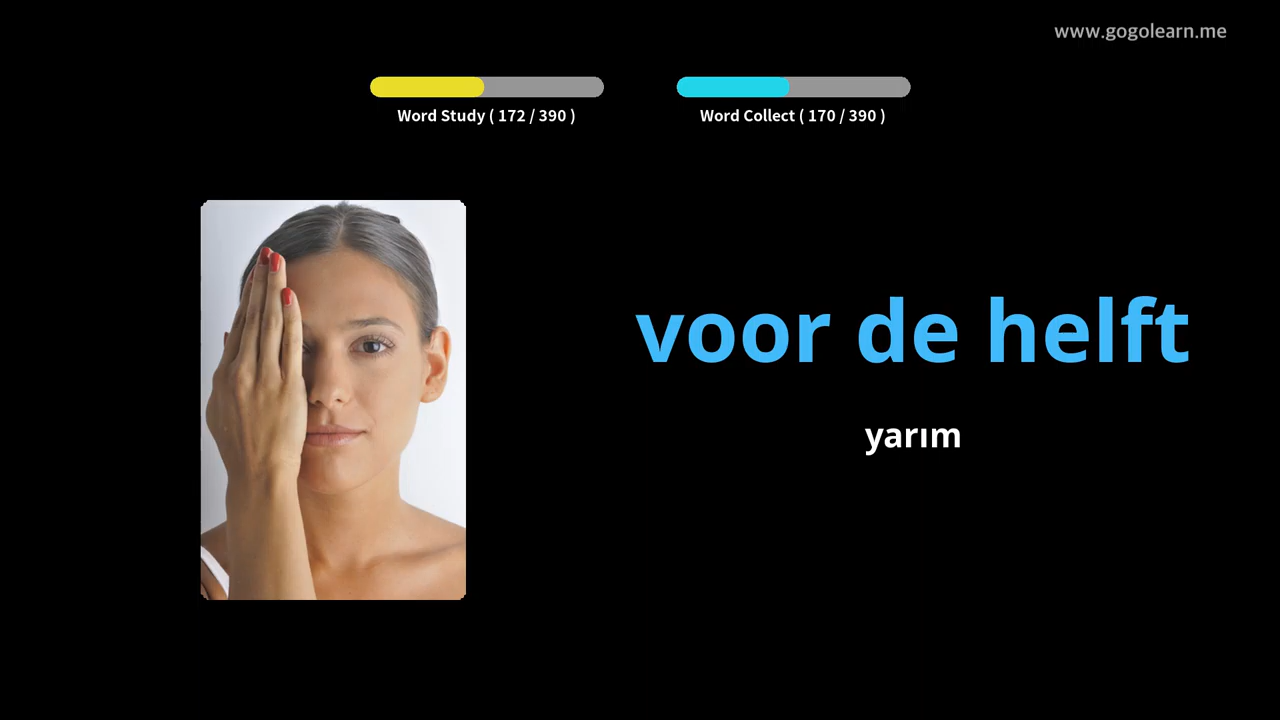 www.gogolearn.me
Word Study ( 172 / 390 )
Word Collect ( 170 / 390 )
voor de helft
yarım